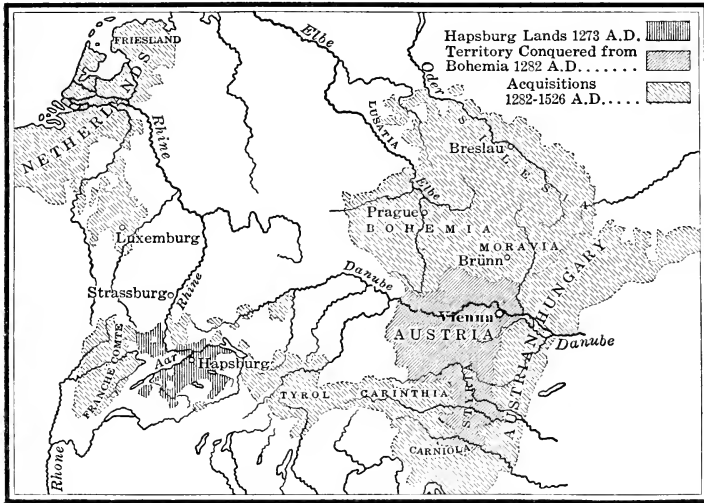 Hapsburg Lands 1273 A.D.
Territory Conquered from
Bohemia 1282 A.D.......
Acquisitions
1282-1526 A.D.....
FRIESLAND
NETHERLANDS
Rhine
Elbe
Oder
LUSATIA
SILESIA
Breslau
Elbe
Prague
BOHEMIA
MORAVIA
Brünn
Luxemburg
Strassburg
Rhine
Danube
Vienna
AUSTRIA
AUSTRIAN HUNGARY
Danube
FRANCHE COMTE
Aar
Hapsburg
TYROL
CARINTHIA
STYRIA
CARNIOLA
Rhone